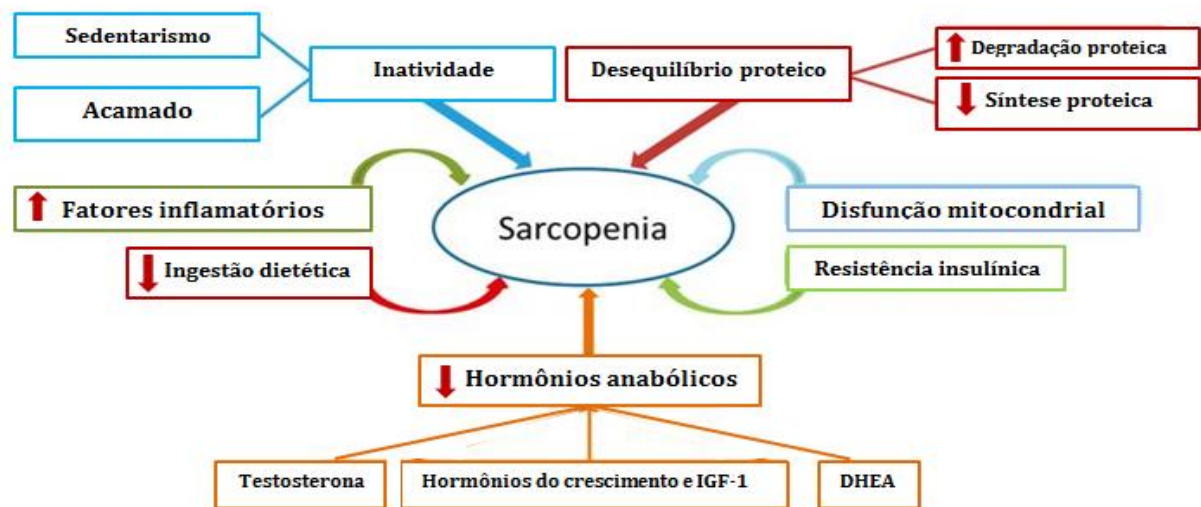 Sedentarismo
Inatividade
Acamado
Desequilíbrio proteico
Degradação proteica
Síntese proteica
Fatores inflamatórios
Ingestão dietética
Sarcopenia
Disfunção mitocondrial
Resistência insulínica
Hormônios anabólicos
Testosterona
Hormônios do crescimento e IGF-1
DHEA